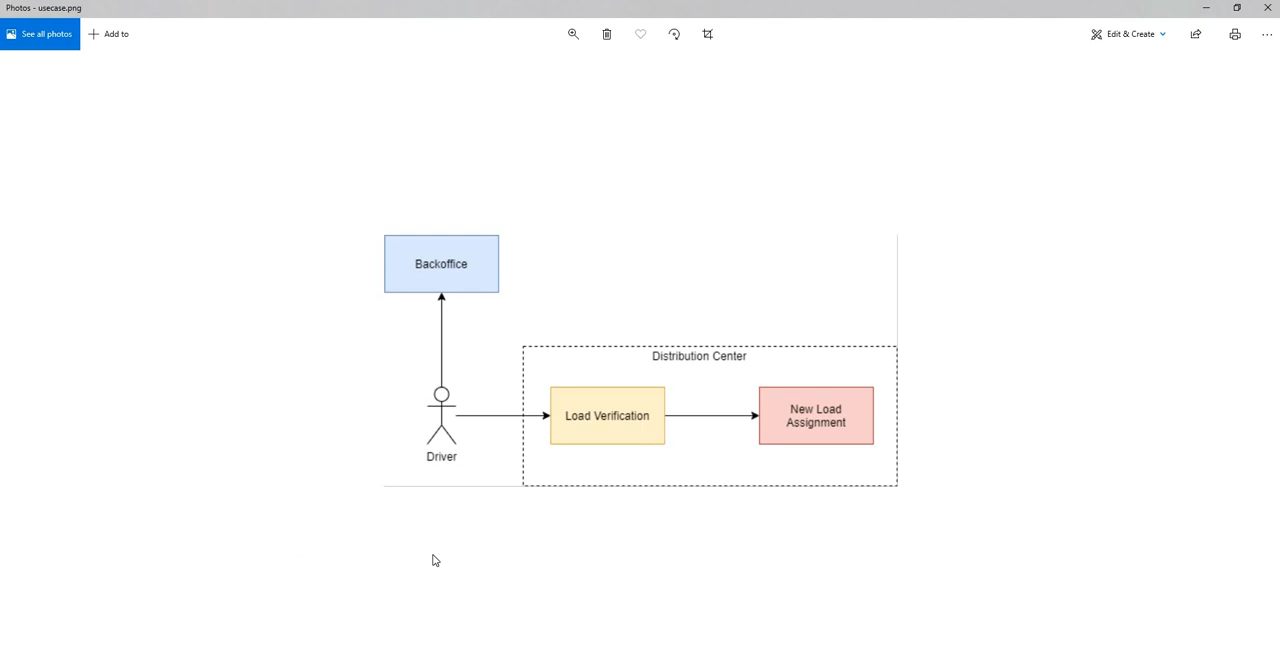 Photos - usecase.png
See all photos
Add to
Edit & Create
Backoffice
Distribution Center
Load Verification
New Load
Assignment
Driver